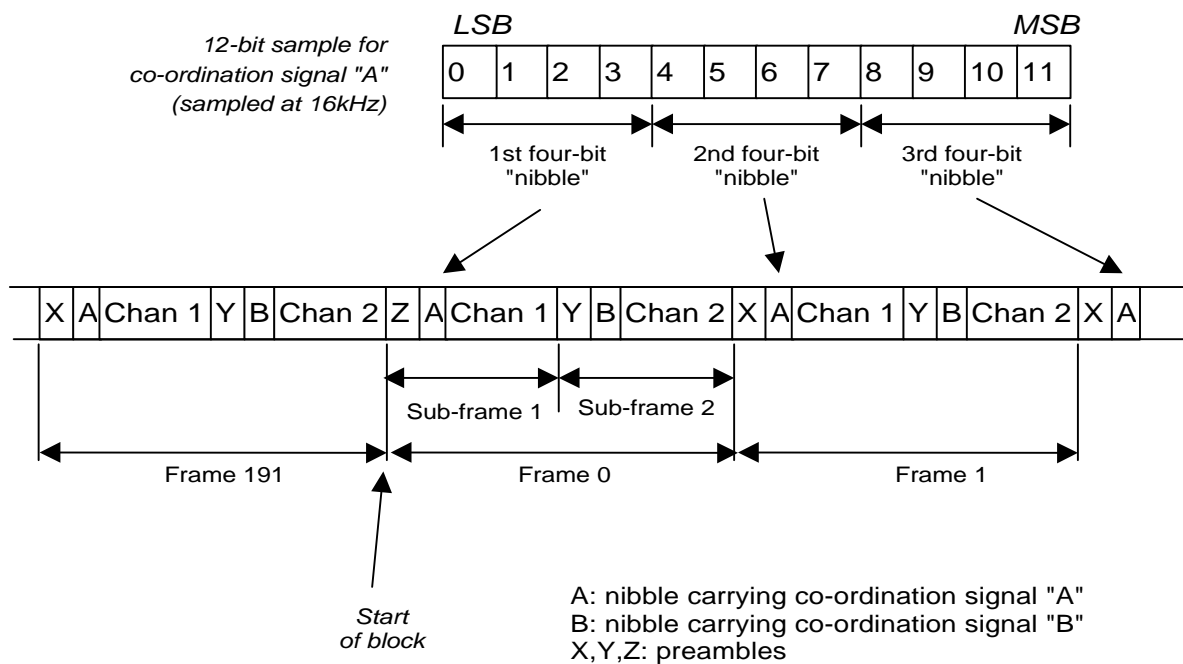 LSB MSB
12-bit sample for
co-ordination signal "A"
(sampled at 16kHz)
0 1 2 3 4 5 6 7 8 9 10 11
1st four-bit "nibble"
2nd four-bit "nibble"
3rd four-bit "nibble"
X A Chan 1 Y B Chan 2 Z A Chan 1 Y B Chan 2 X A Chan 1 Y B Chan 2 X A
Sub-frame 1 Sub-frame 2
Frame 191 Frame 0 Frame 1
Start
of block
A: nibble carrying co-ordination signal "A"
B: nibble carrying co-ordination signal "B"
X,Y,Z: preambles